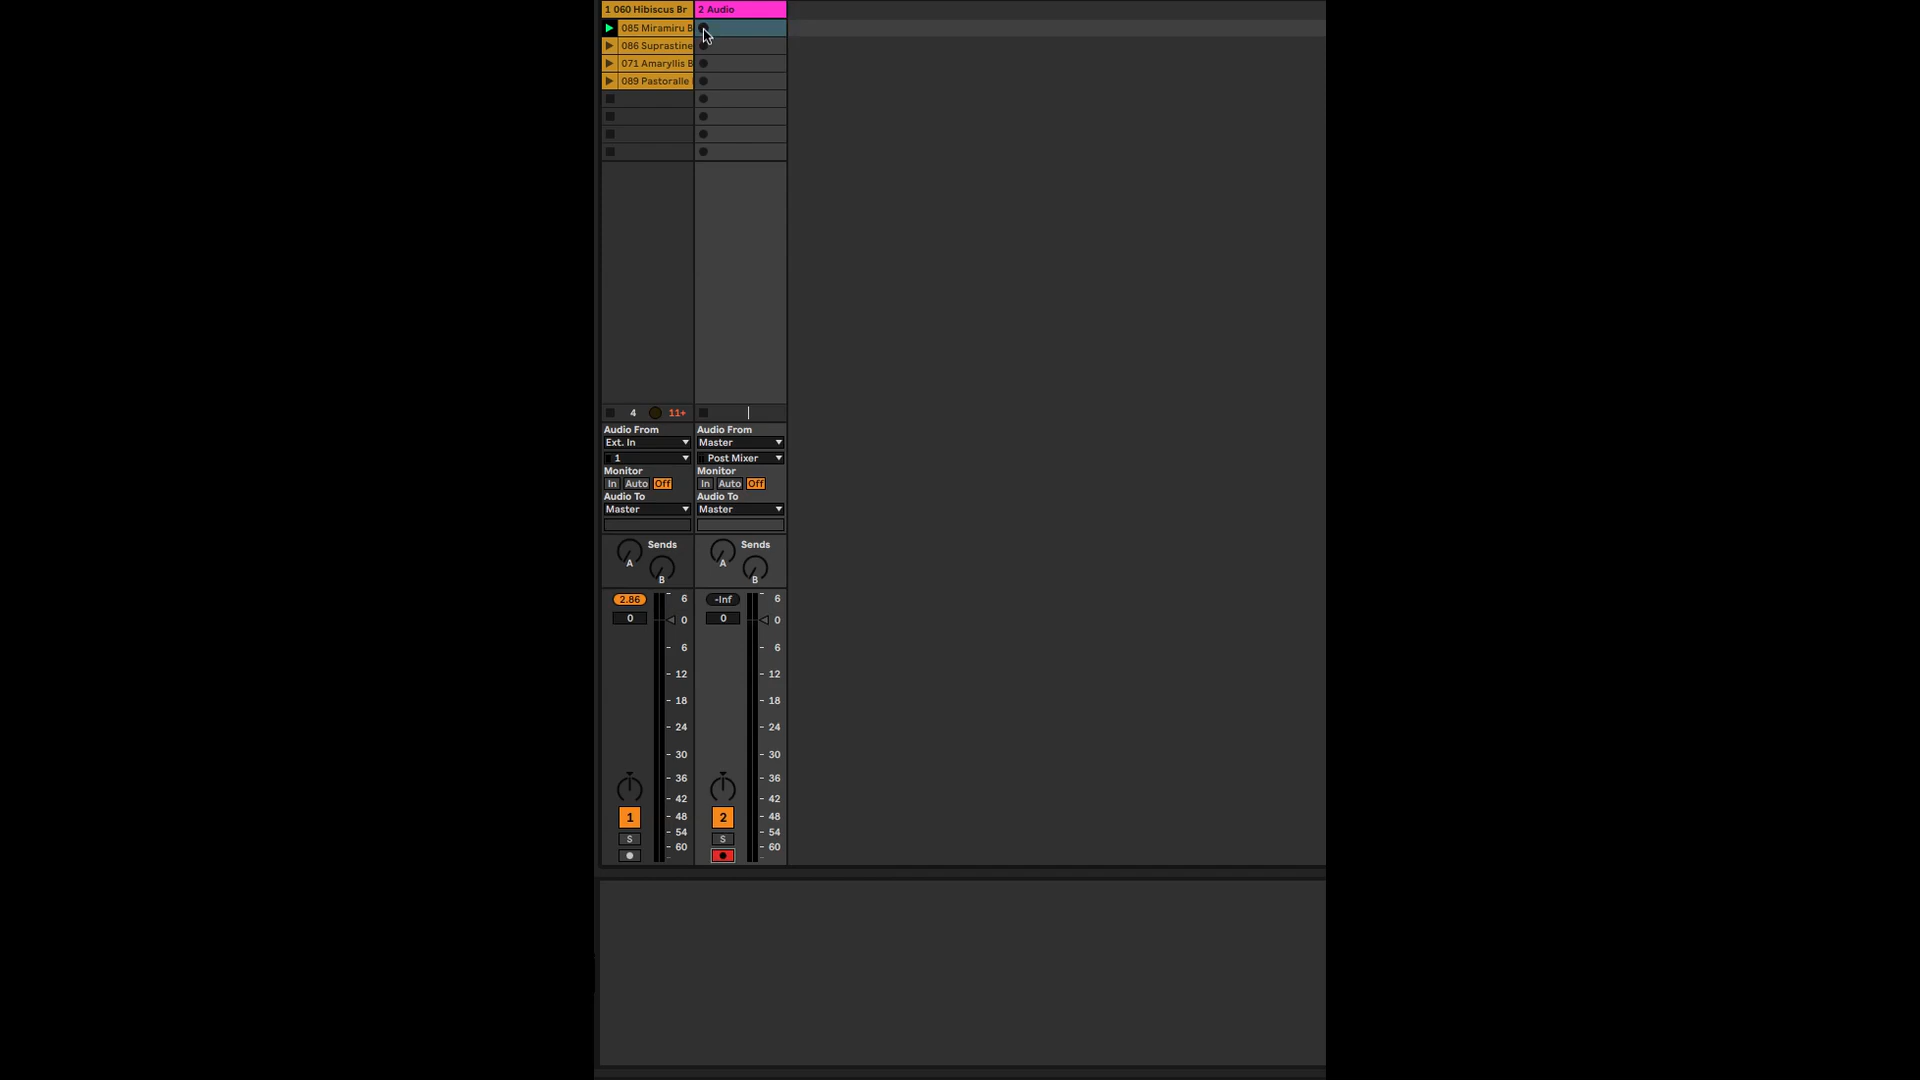 1 060 Hibiscus Br 2 Audio
085 Miramiru B
086 Suprastine
071 Amaryllis B
089 Pastoralle
4 11+
Audio From Audio From
Ext. In Master
1 Post Mixer
Monitor Monitor
In Auto Off In Auto Off
Audio To Audio To
Master Master
Sends Sends
A A
B B
2.86 6 -Inf 6
0 0 0 0
6 6
12 12
18 18
24 24
30 30
36 36
42 42
1 48 2 48
54 54
S S
60 60